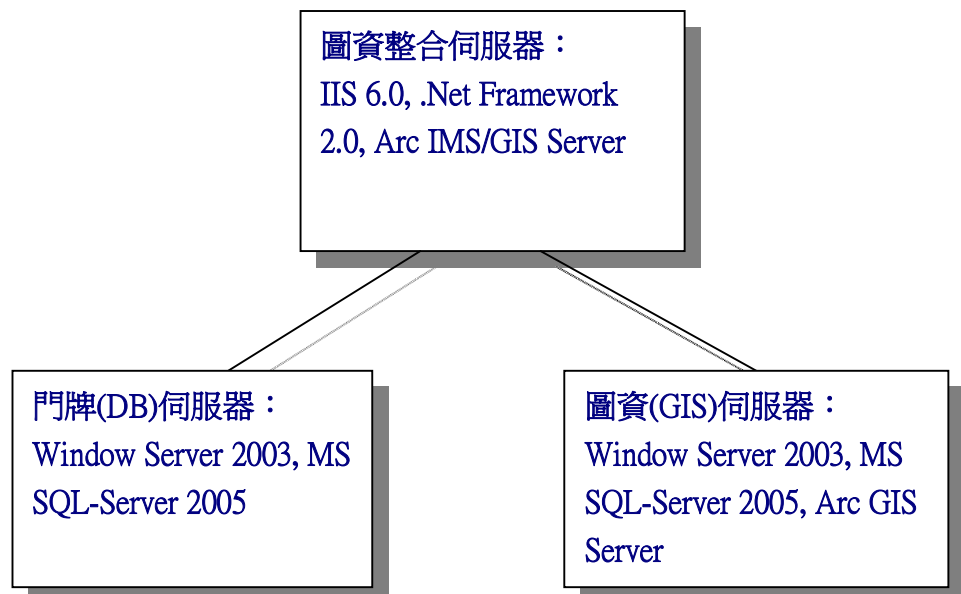 圖資整合伺服器：
IIS 6.0, .Net Framework
2.0, Arc IMS/GIS Server
門牌(DB)伺服器：
Window Server 2003, MS
SQL-Server 2005
圖資(GIS)伺服器：
Window Server 2003, MS
SQL-Server 2005, Arc GIS
Server